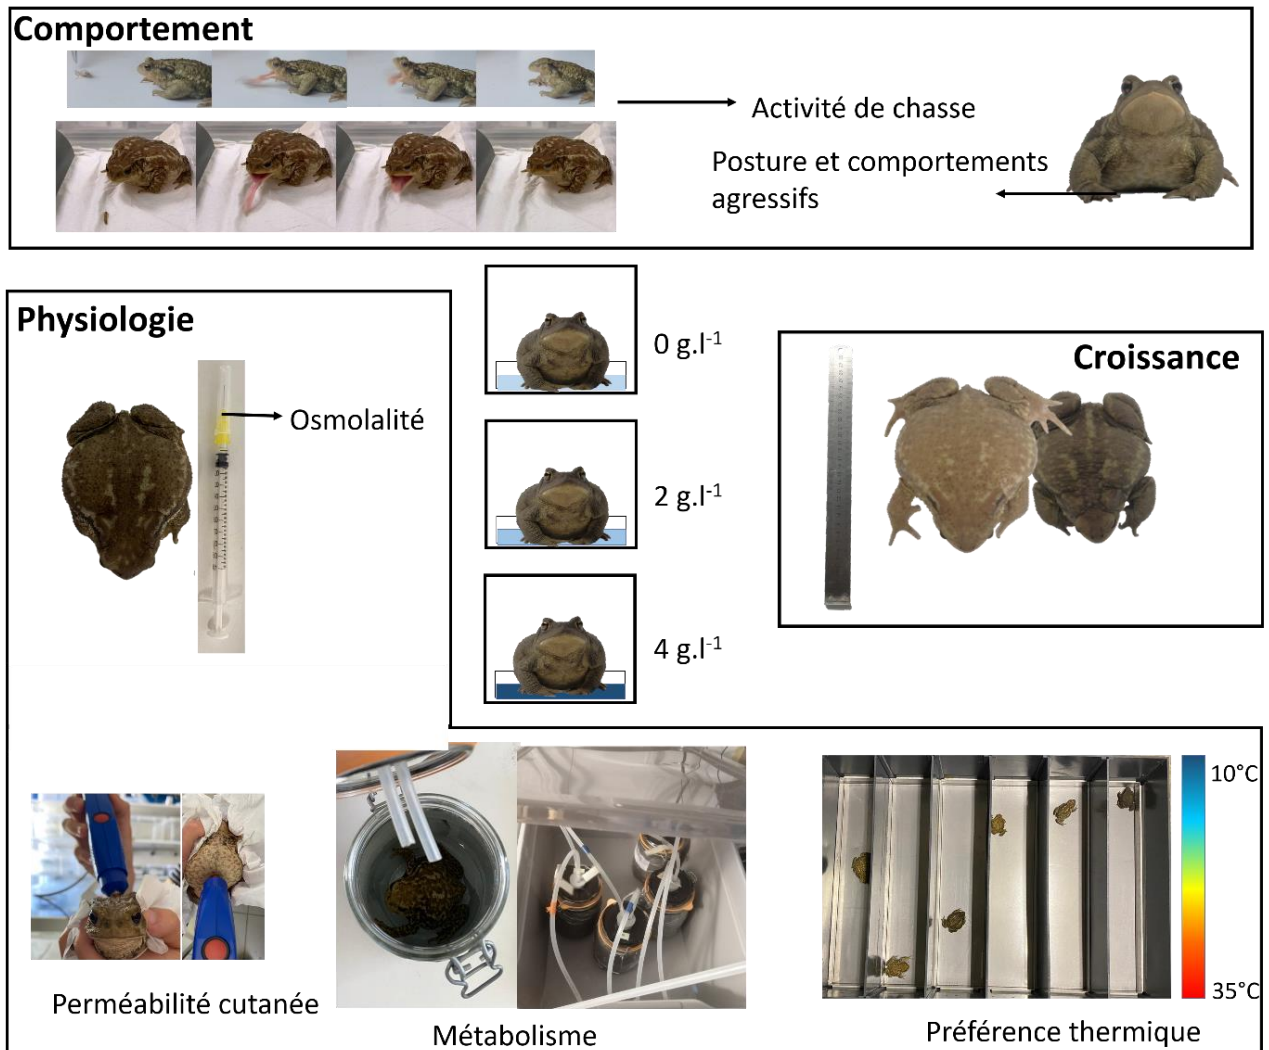 Comportement
Activité de chasse
Posture et comportements
agressifs
Physiologie
Osmolalité
0 g.l⁻¹
2 g.l⁻¹
4 g.l⁻¹
Croissance
Perméabilité cutanée
Métabolisme
10°C
35°C
Préférence thermique